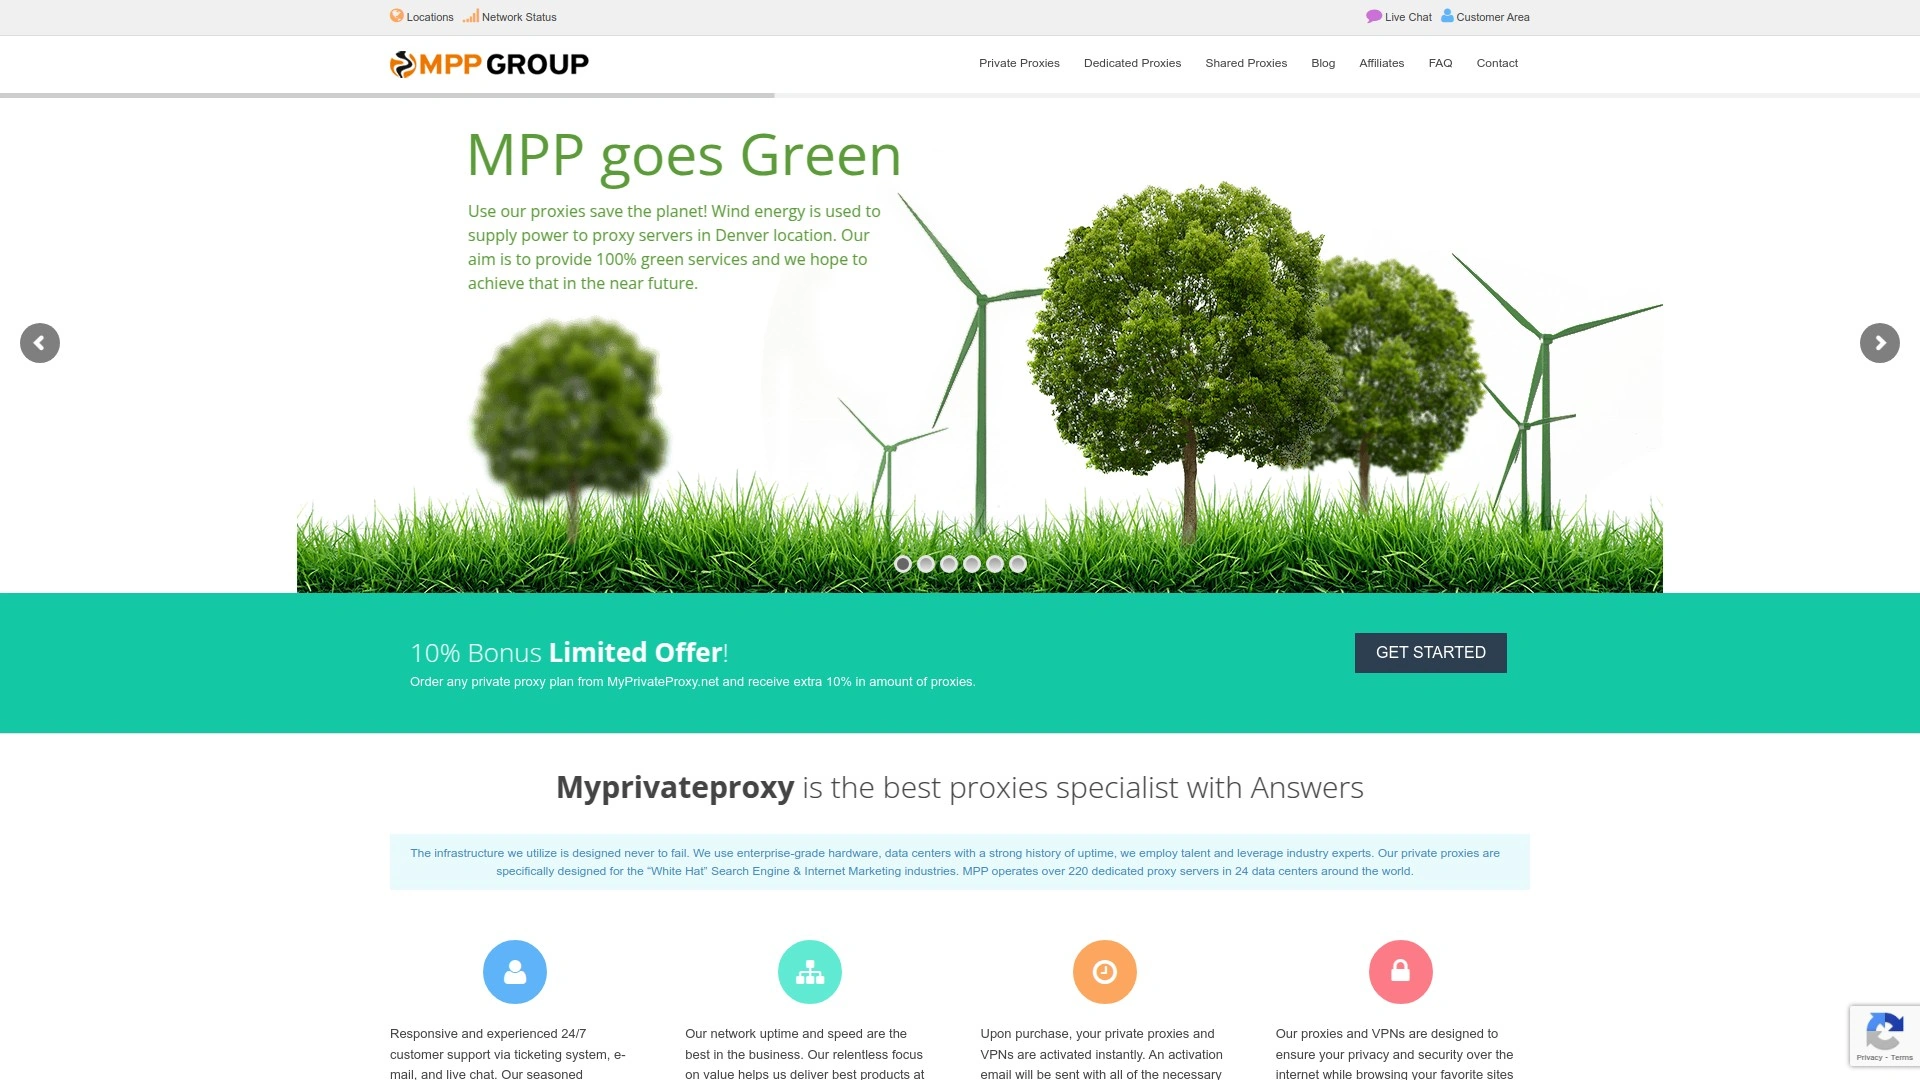 Locations Network Status Live Chat Customer Area
MPP GROUP
Private Proxies Dedicated Proxies Shared Proxies Blog Affiliates FAQ Contact
MPP goes Green
Use our proxies save the planet! Wind energy is used to
supply power to proxy servers in Denver location. Our
aim is to provide 100% green services and we hope to
achieve that in the near future.
10% Bonus Limited Offer!
Order any private proxy plan from MyPrivateProxy.net and receive extra 10% in amount of proxies.
GET STARTED
Myprivateproxy is the best proxies specialist with Answers
The infrastructure we utilize is designed never to fail. We use enterprise-grade hardware, data centers with a strong history of uptime, we employ talent and leverage industry experts. Our private proxies are
specifically designed for the “White Hat” Search Engine & Internet Marketing industries. MPP operates over 220 dedicated proxy servers in 24 data centers around the world.
Responsive and experienced 24/7
customer support via ticketing system, e-
mail, and live chat. Our seasoned
Our network uptime and speed are the
best in the business. Our relentless focus
on value helps us deliver best products at
Upon purchase, your private proxies and
VPNs are activated instantly. An activation
email will be sent with all of the necessary
Our proxies and VPNs are designed to
ensure your privacy and security over the
internet while browsing your favorite sites
Privacy - Terms